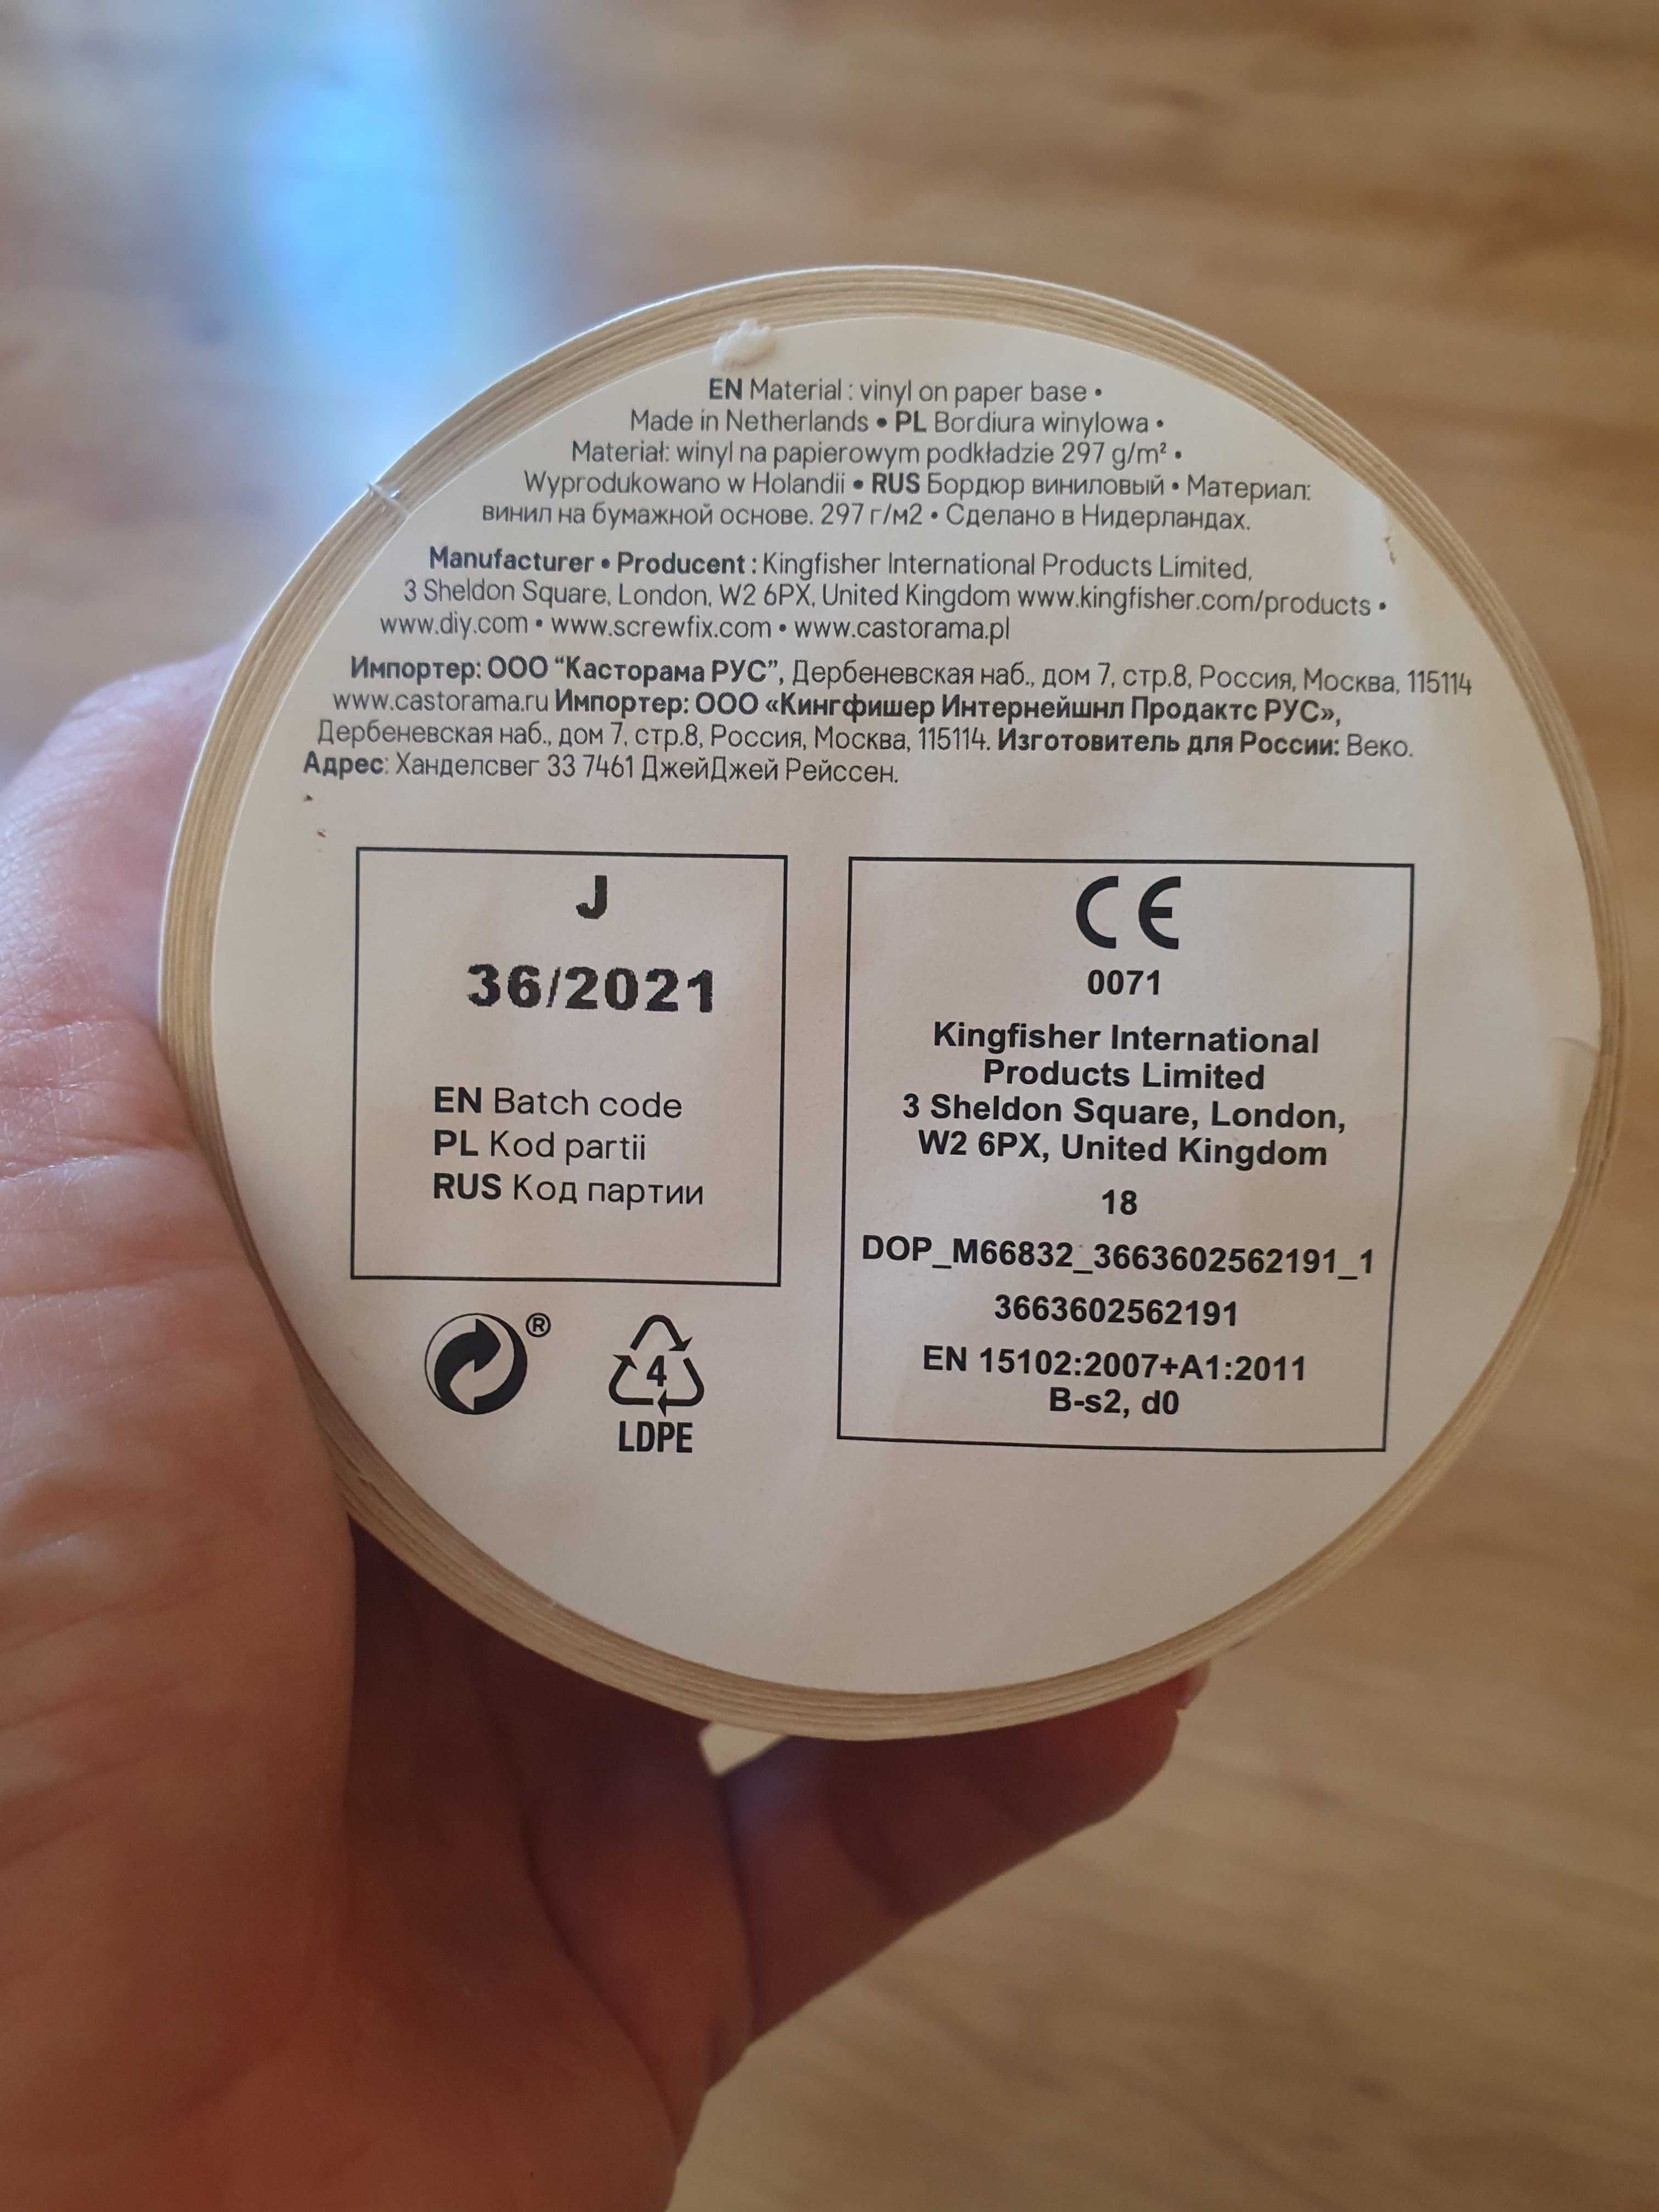 EN Material : vinyl on paper base •
Made in Netherlands • PL Bordiura winylowa •
Materiał: winyl na papierowym podkładzie 297 g/m² •
Wyprodukowano w Holandii • RUS Бордюр виниловый • Материал:
винил на бумажной основе. 297 г/м2 • Сделано в Нидерландах.
Manufacturer • Producent : Kingfisher International Products Limited,
3 Sheldon Square, London, W2 6PX, United Kingdom www.kingfisher.com/products •
www.diy.com • www.screwfix.com • www.castorama.pl
Импортер: ООО “Касторама РУС”, Дербеневская наб., дом 7, стр.8, Россия, Москва, 115114
www.castorama.ru Импортер: ООО «Кингфишер Интернейшнл Продактс РУС»,
Дербеневская наб., дом 7, стр.8, Россия, Москва, 115114. Изготовитель для России: Веко.
Адрес: Ханделсвег 33 7461 ДжейДжей Рейссен.
J
36/2021
EN Batch code
PL Kod partii
RUS Код партии
®
4
LDPE
CE
0071
Kingfisher International
Products Limited
3 Sheldon Square, London,
W2 6PX, United Kingdom
18
DOP_M66832_3663602562191_1
3663602562191
EN 15102:2007+A1:2011
B-s2, d0